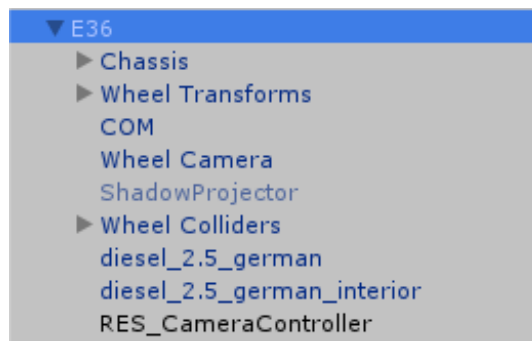 E36
Chassis
Wheel Transforms
COM
Wheel Camera
ShadowProjector
Wheel Colliders
diesel_2.5_german
diesel_2.5_german_interior
RES_CameraController